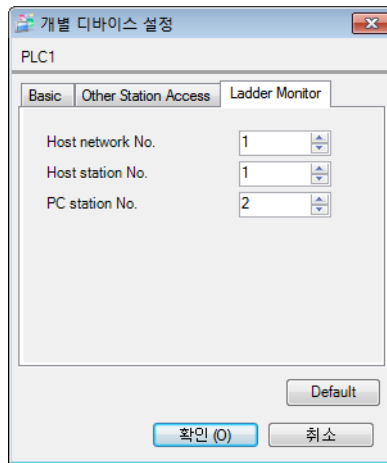 개별 디바이스 설정
PLC1
Basic Other Station Access Ladder Monitor
Host network No. 1
Host station No. 1
PC station No. 2
Default
확인 (O) 취소